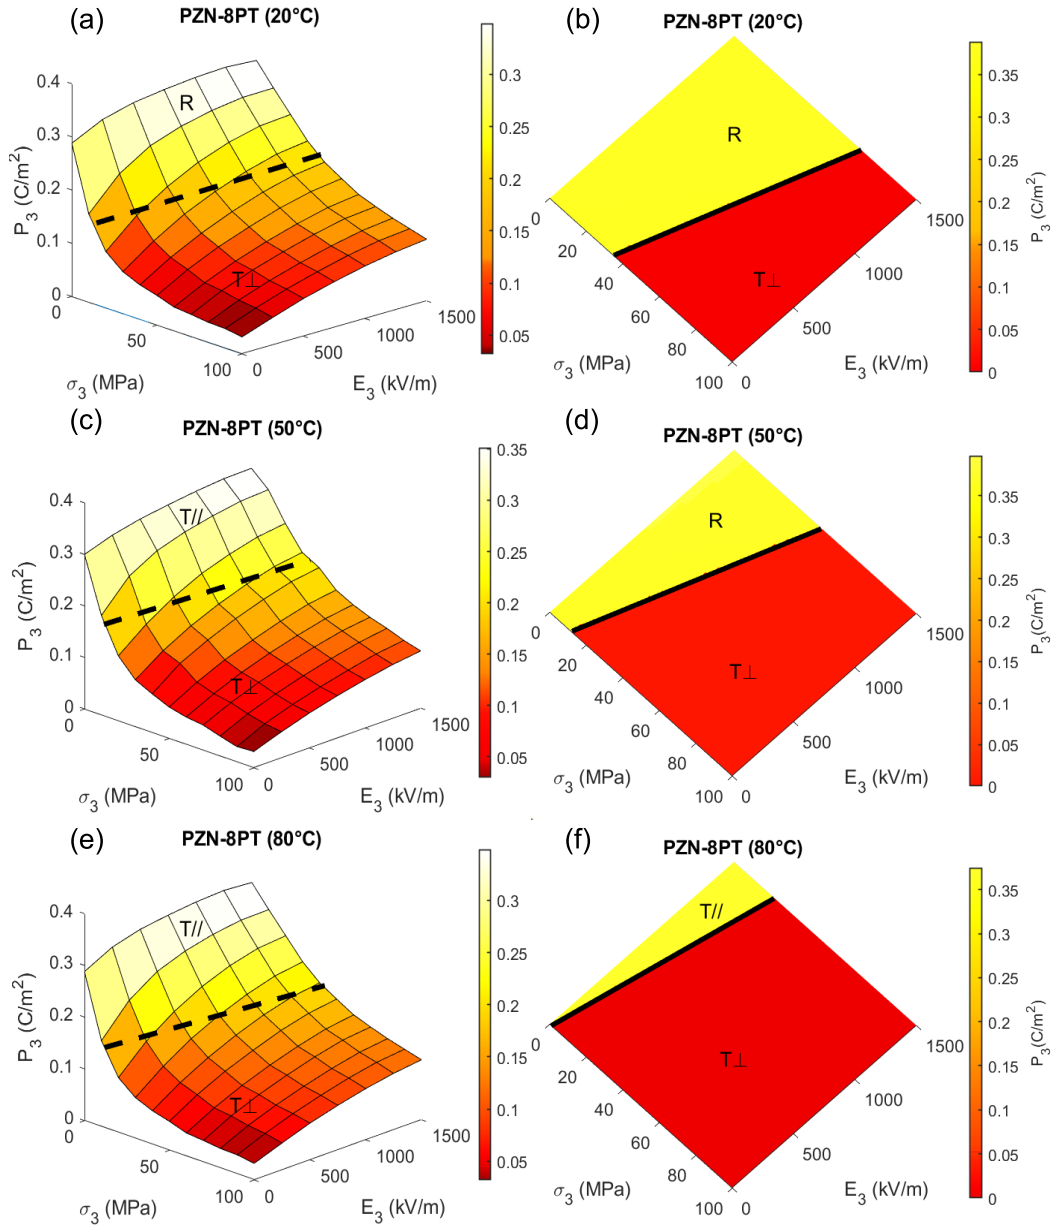 (a)
PZN-8PT (20°C)
P3 (C/m2)
0.4
0.3
0.2
0.1
0
0
50
100
σ3 (MPa)
0
500
1000
1500
E3 (kV/m)
R
T⊥
0.3
0.25
0.2
0.15
0.1
0.05
(b)
PZN-8PT (20°C)
R
T⊥
0
20
40
60
80
100
σ3 (MPa)
0
500
1000
1500
E3 (kV/m)
0.35
0.3
0.25
0.2
0.15
0.1
0.05
0
P3 (C/m2)
(c)
PZN-8PT (50°C)
P3 (C/m2)
0.4
0.3
0.2
0.1
0
0
50
100
σ3 (MPa)
0
500
1000
1500
E3 (kV/m)
T//
T⊥
0.35
0.3
0.25
0.2
0.15
0.1
0.05
(d)
PZN-8PT (50°C)
R
T⊥
0
20
40
60
80
100
σ3 (MPa)
0
500
1000
1500
E3 (kV/m)
0.35
0.3
0.25
0.2
0.15
0.1
0.05
0
P3(C/m2)
(e)
PZN-8PT (80°C)
P3 (C/m2)
0.4
0.3
0.2
0.1
0
0
50
100
σ3 (MPa)
0
500
1000
1500
E3 (kV/m)
T//
T⊥
0.3
0.25
0.2
0.15
0.1
0.05
(f)
PZN-8PT (80°C)
T//
T⊥
0
20
40
60
80
100
σ3 (MPa)
0
500
1000
1500
E3 (kV/m)
0.35
0.3
0.25
0.2
0.15
0.1
0.05
0
P3(C/m2)